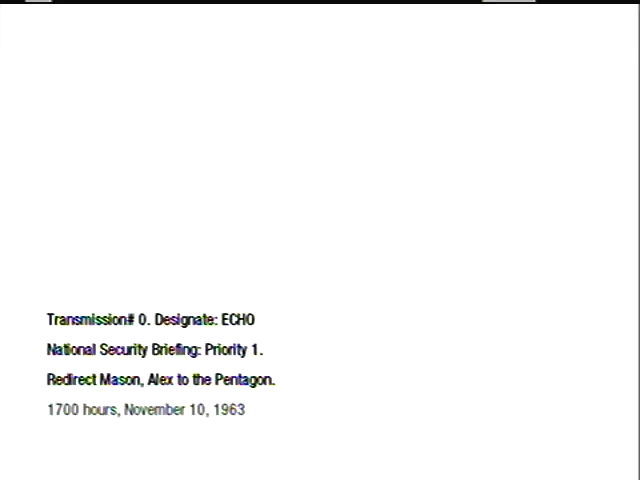 Transmission# 0. Designate: ECHO
National Security Briefing: Priority 1.
Redirect Mason, Alex to the Pentagon.
1700 hours, November 10, 1963